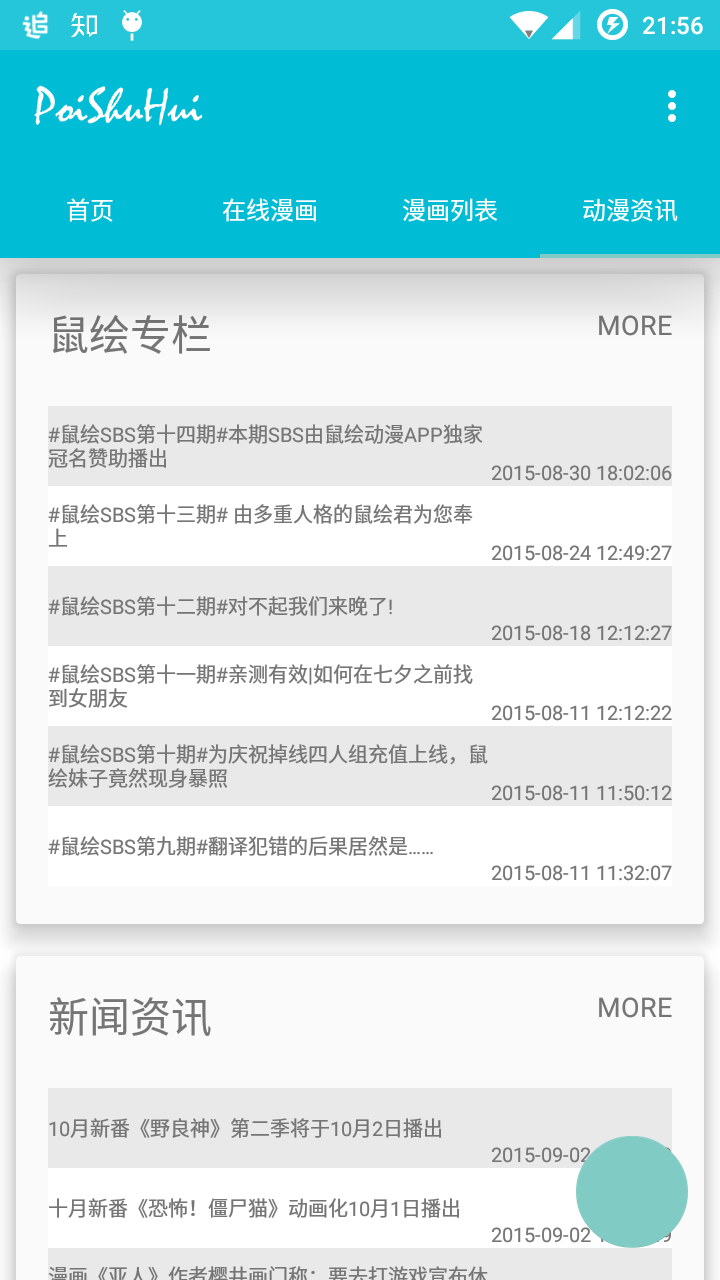 追 知 21:56
PoiShuHui
首页 在线漫画 漫画列表 动漫资讯
鼠绘专栏 MORE
#鼠绘SBS第十四期#本期SBS由鼠绘动漫APP独家
冠名赞助播出
2015-08-30 18:02:06
#鼠绘SBS第十三期# 由多重人格的鼠绘君为您奉
上
2015-08-24 12:49:27
#鼠绘SBS第十二期#对不起我们来晚了!
2015-08-18 12:12:27
#鼠绘SBS第十一期#亲测有效|如何在七夕之前找
到女朋友
2015-08-11 12:12:22
#鼠绘SBS第十期#为庆祝掉线四人组充值上线，鼠
绘妹子竟然现身暴照
2015-08-11 11:50:12
#鼠绘SBS第九期#翻译犯错的后果居然是……
2015-08-11 11:32:07
新闻资讯 MORE
10月新番《野良神》第二季将于10月2日播出
2015-09-02
十月新番《恐怖！僵尸猫》动画化10月1日播出
2015-09-02
漫画《亚人》作者樱井画门称：要去打游戏宣布休